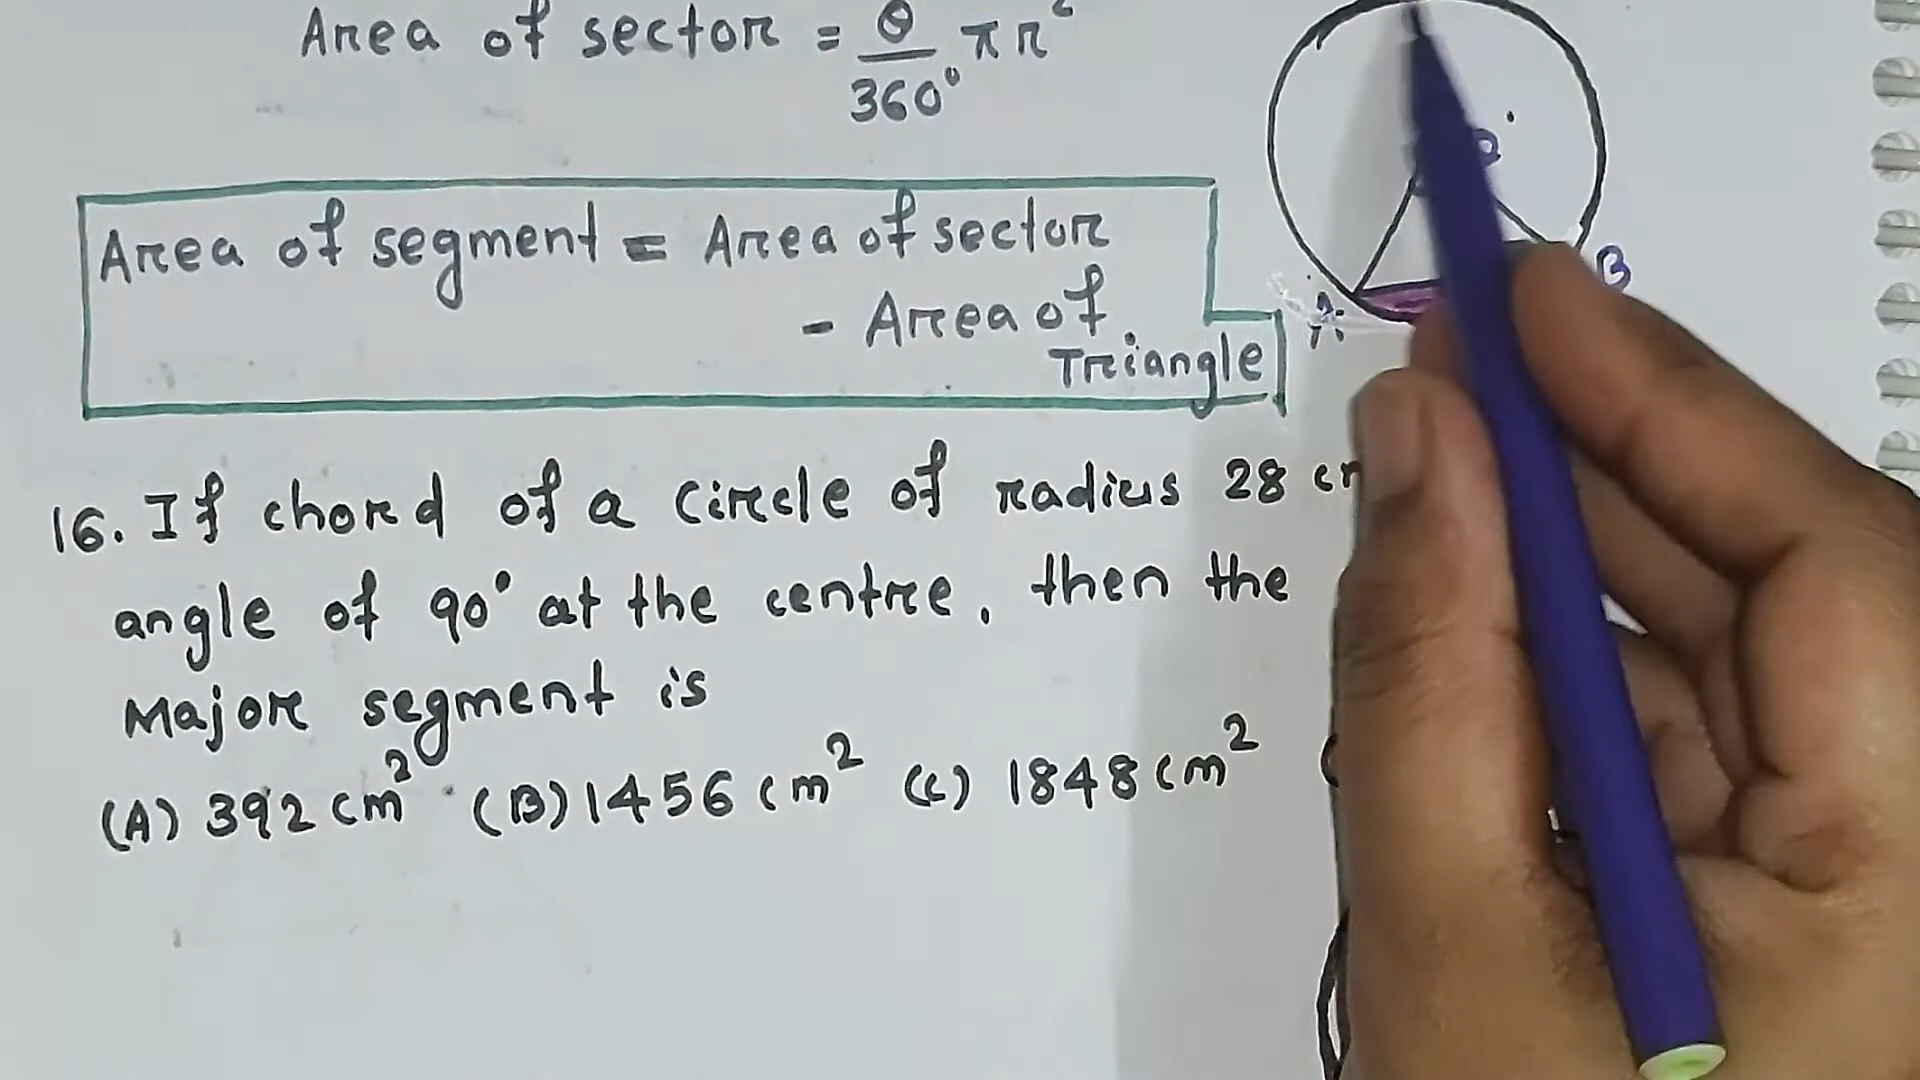 Area of sector = θ/360° πr²
Area of segment = Area of sector
- Area of
Triangle
O
A
B
16. If chord of a circle of radius 28
angle of 90° at the centre. then the
Major segment is
(A) 392 cm² (B) 1456 cm² (C) 1848 cm²